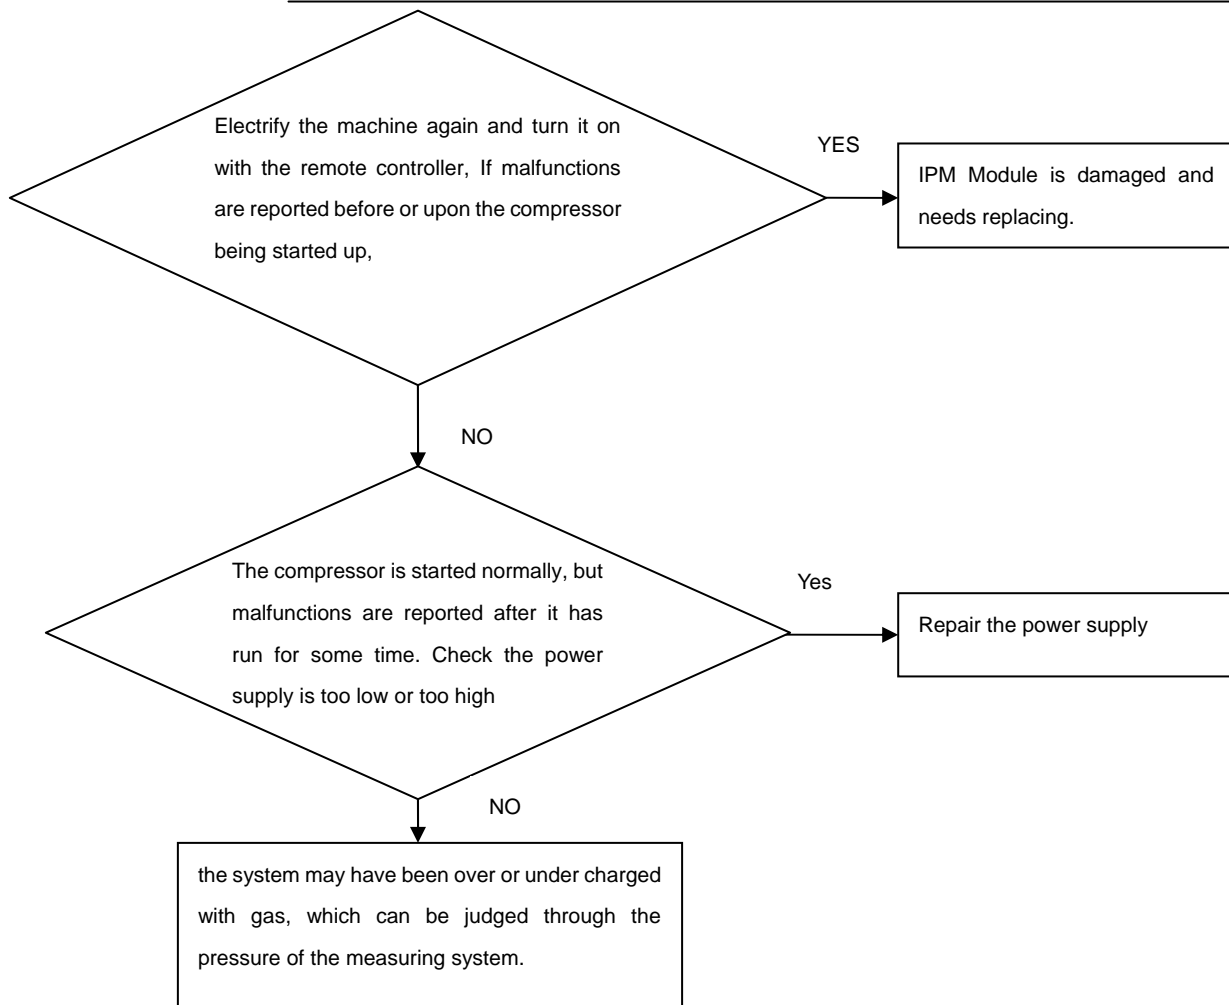 Electrify the machine again and turn it on
with the remote controller, If malfunctions
are reported before or upon the compressor
being started up,
YES
IPM Module is damaged and
needs replacing.
NO
The compressor is started normally, but
malfunctions are reported after it has
run for some time. Check the power
supply is too low or too high
Yes
Repair the power supply
NO
the system may have been over or under charged
with gas, which can be judged through the
pressure of the measuring system.